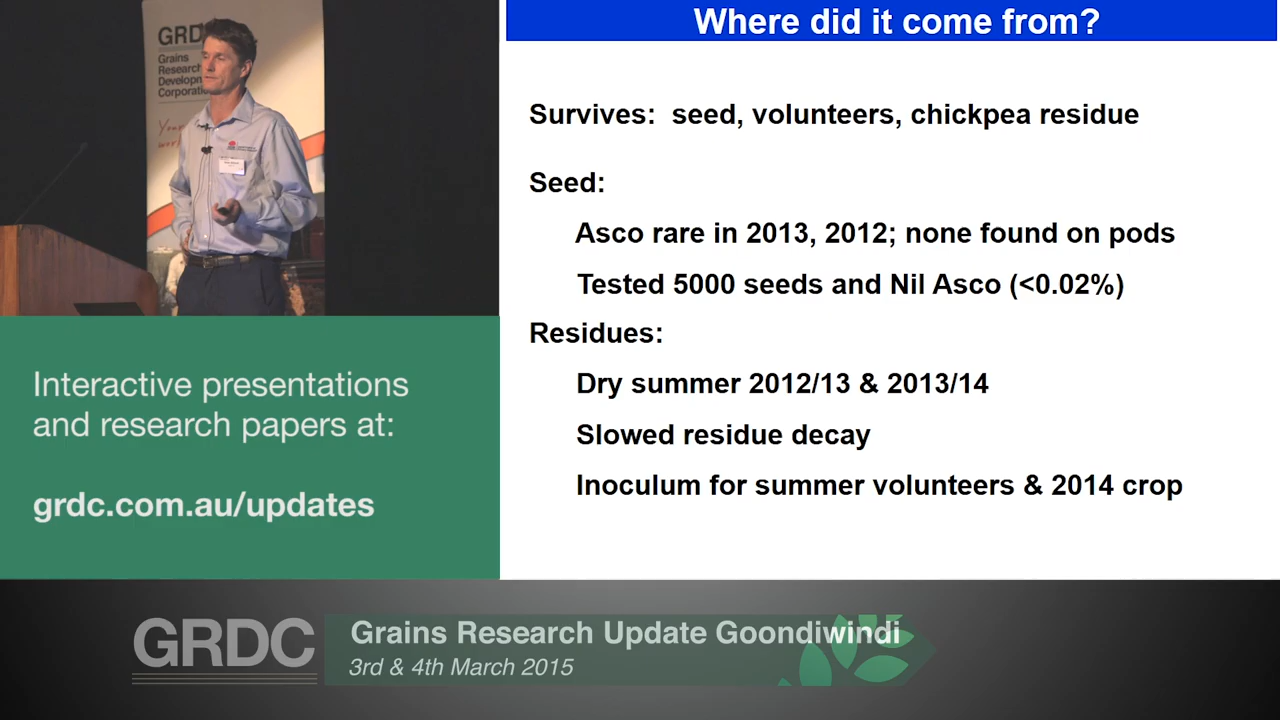 GRDC
Grains
Research
Development
Corporation
Where did it come from?
Survives: seed, volunteers, chickpea residue
Seed:
Asco rare in 2013, 2012; none found on pods
Tested 5000 seeds and Nil Asco (<0.02%)
Residues:
Dry summer 2012/13 & 2013/14
Slowed residue decay
Inoculum for summer volunteers & 2014 crop
Interactive presentations
and research papers at:
grdc.com.au/updates
GRDC
Grains Research Update Goondiwindi
3rd & 4th March 2015